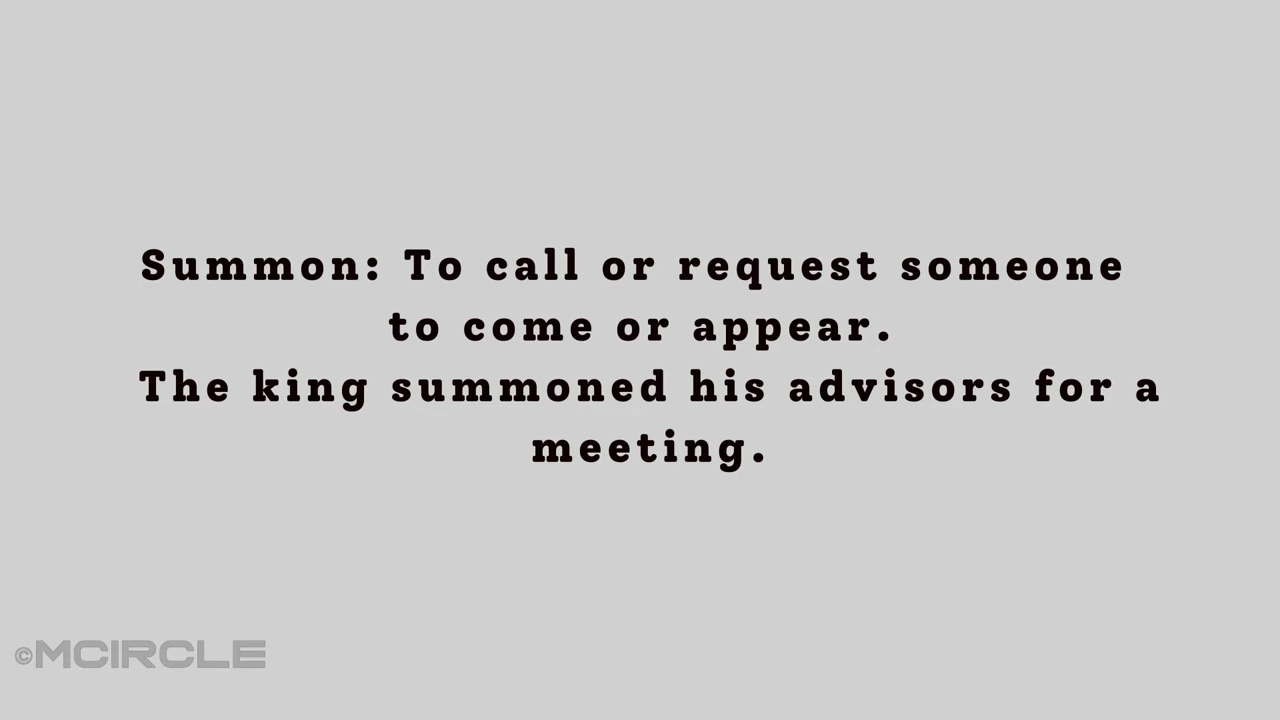 Summon: To call or request someone
to come or appear.
The king summoned his advisors for a
meeting.
©MCIRCLE